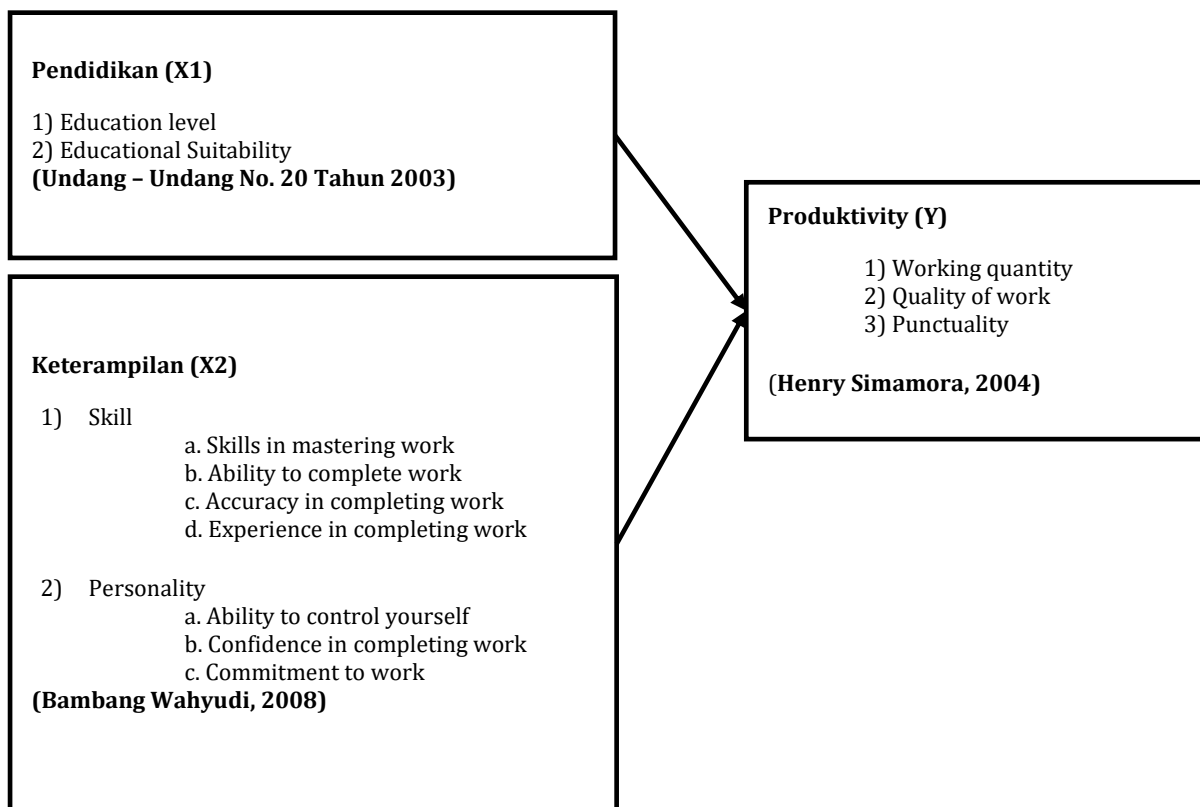 Pendidikan (X1)
1) Education level
2) Educational Suitability
(Undang – Undang No. 20 Tahun 2003)
Keterampilan (X2)
1) Skill
a. Skills in mastering work
b. Ability to complete work
c. Accuracy in completing work
d. Experience in completing work
2) Personality
a. Ability to control yourself
b. Confidence in completing work
c. Commitment to work
(Bambang Wahyudi, 2008)
Produktivity (Y)
1) Working quantity
2) Quality of work
3) Punctuality
(Henry Simamora, 2004)